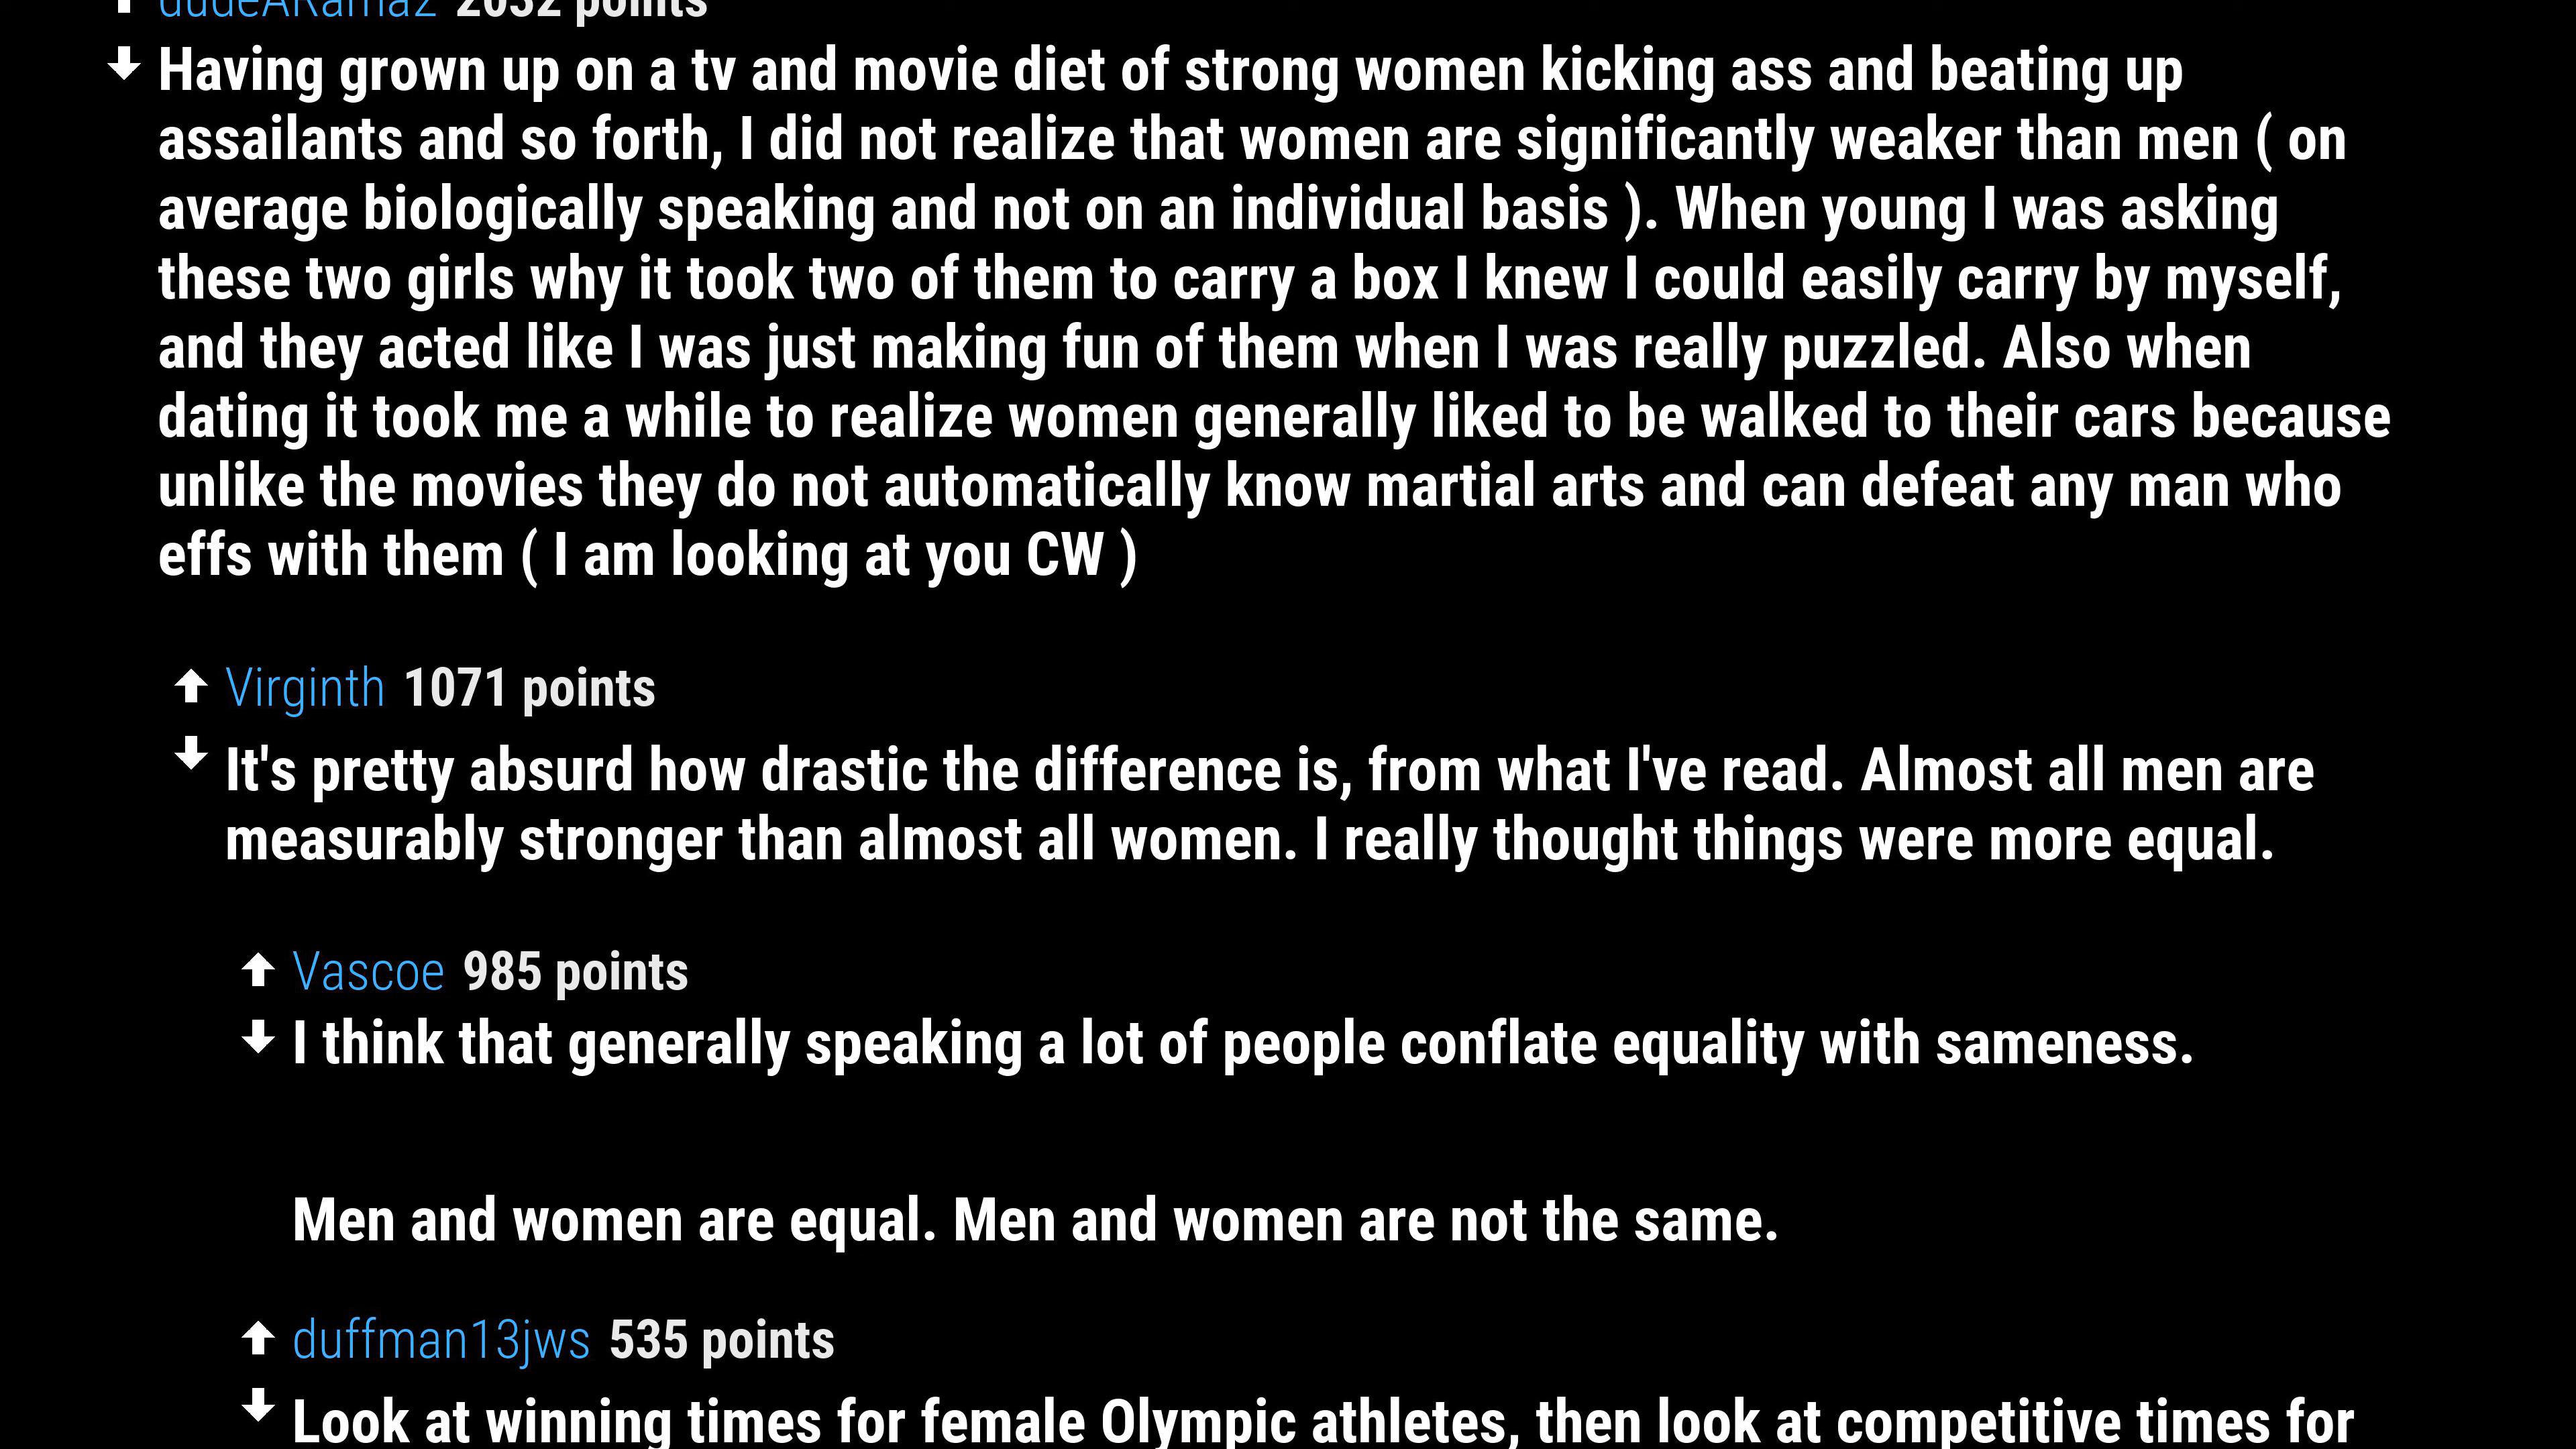 dudeARama2 2032 points
Having grown up on a tv and movie diet of strong women kicking ass and beating up
assailants and so forth, I did not realize that women are significantly weaker than men ( on
average biologically speaking and not on an individual basis ). When young I was asking
these two girls why it took two of them to carry a box I knew I could easily carry by myself,
and they acted like I was just making fun of them when I was really puzzled. Also when
dating it took me a while to realize women generally liked to be walked to their cars because
unlike the movies they do not automatically know martial arts and can defeat any man who
effs with them ( I am looking at you CW )
Virginth 1071 points
It's pretty absurd how drastic the difference is, from what I've read. Almost all men are
measurably stronger than almost all women. I really thought things were more equal.
Vascoe 985 points
I think that generally speaking a lot of people conflate equality with sameness.
Men and women are equal. Men and women are not the same.
duffman13jws 535 points
Look at winning times for female Olympic athletes, then look at competitive times for